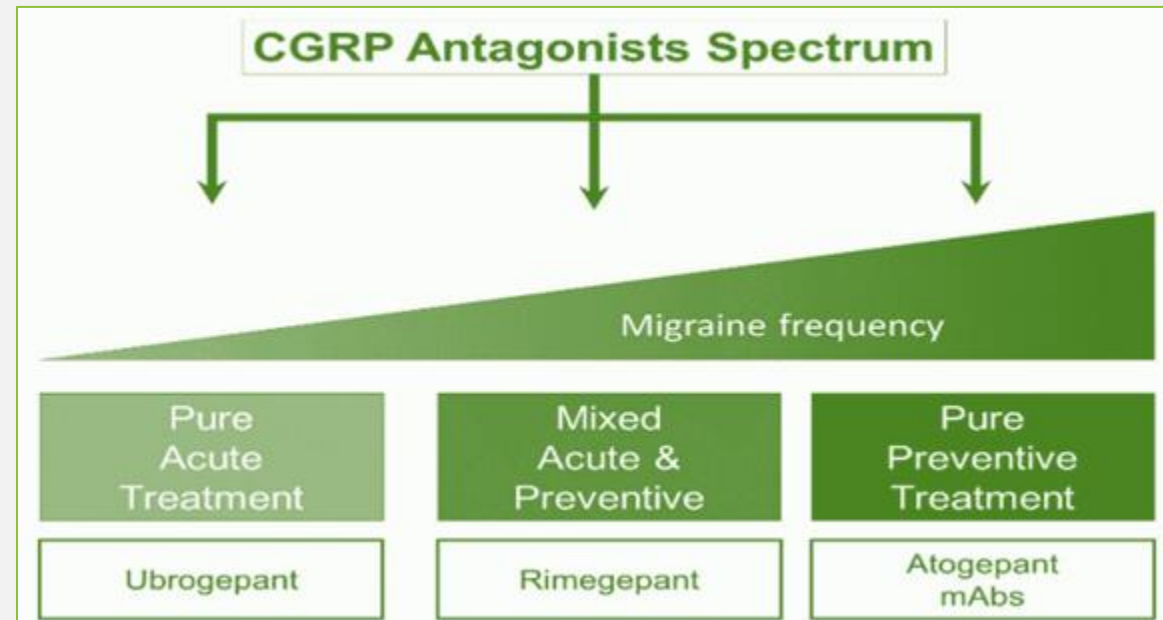 CGRP Antagonists Spectrum
Migraine frequency
Pure
Acute
Treatment
Mixed
Acute &
Preventive
Pure
Preventive
Treatment
Ubrogepant
Rimegepant
Atogepant
mAbs